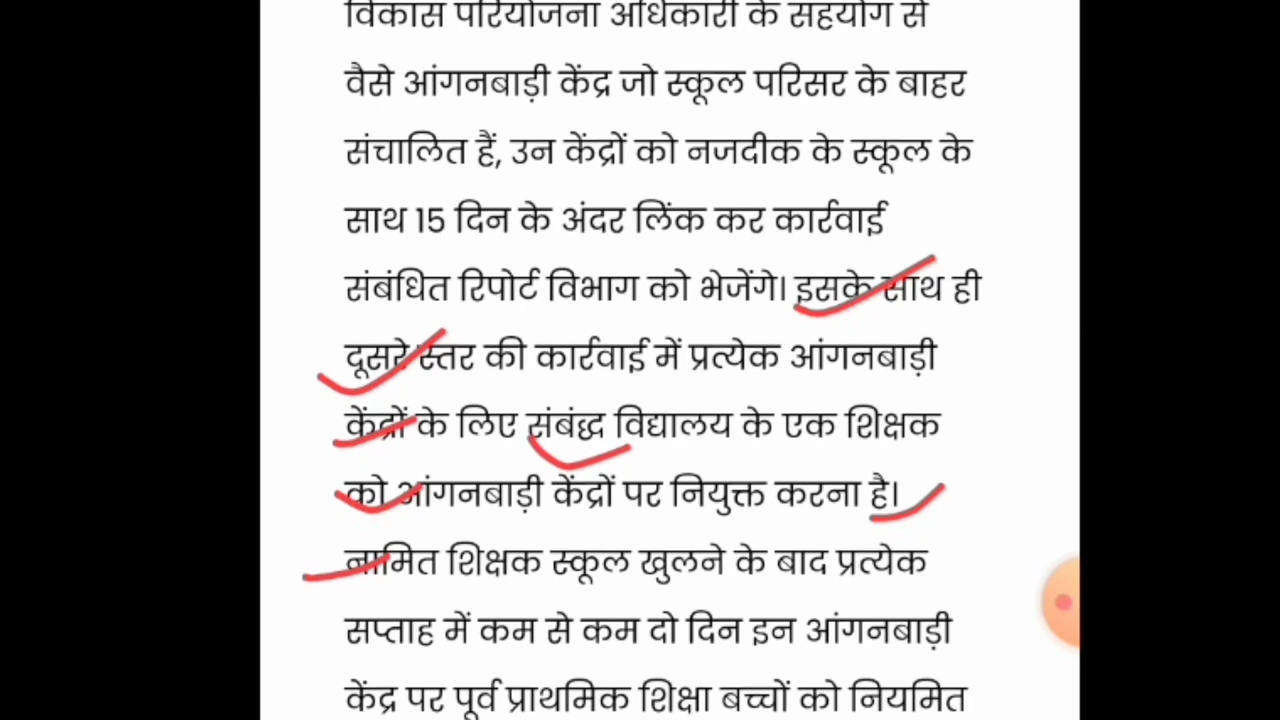 विकास परियोजना अधिकारी के सहयोग से
वैसे आंगनबाड़ी केंद्र जो स्कूल परिसर के बाहर
संचालित हैं, उन केंद्रों को नजदीक के स्कूल के
साथ 15 दिन के अंदर लिंक कर कार्रवाई
संबंधित रिपोर्ट विभाग को भेजेंगे। इसके साथ ही
दूसरे स्तर की कार्रवाई में प्रत्येक आंगनबाड़ी
केंद्रों के लिए संबंद्ध विद्यालय के एक शिक्षक
को आंगनबाड़ी केंद्रों पर नियुक्त करना है।
नामित शिक्षक स्कूल खुलने के बाद प्रत्येक
सप्ताह में कम से कम दो दिन इन आंगनबाड़ी
केंद्र पर पूर्व प्राथमिक शिक्षा बच्चों को नियमित